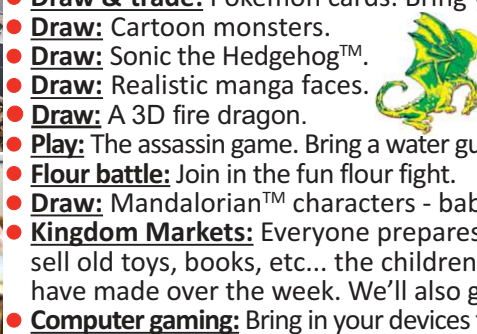 Draw & trade: Pokemon cards. Bring
● Draw: Cartoon monsters.
● Draw: Sonic the Hedgehog™.
● Draw: Realistic manga faces.
● Draw: A 3D fire dragon.
● Play: The assassin game. Bring a water
● Flour battle: Join in the fun flour fight.
● Draw: Mandalorian™ characters -
● Kingdom Markets: Everyone prepares
sell old toys, books, etc... the children
have made over the week. We’ll also
● Computer gaming: Bring in your devices